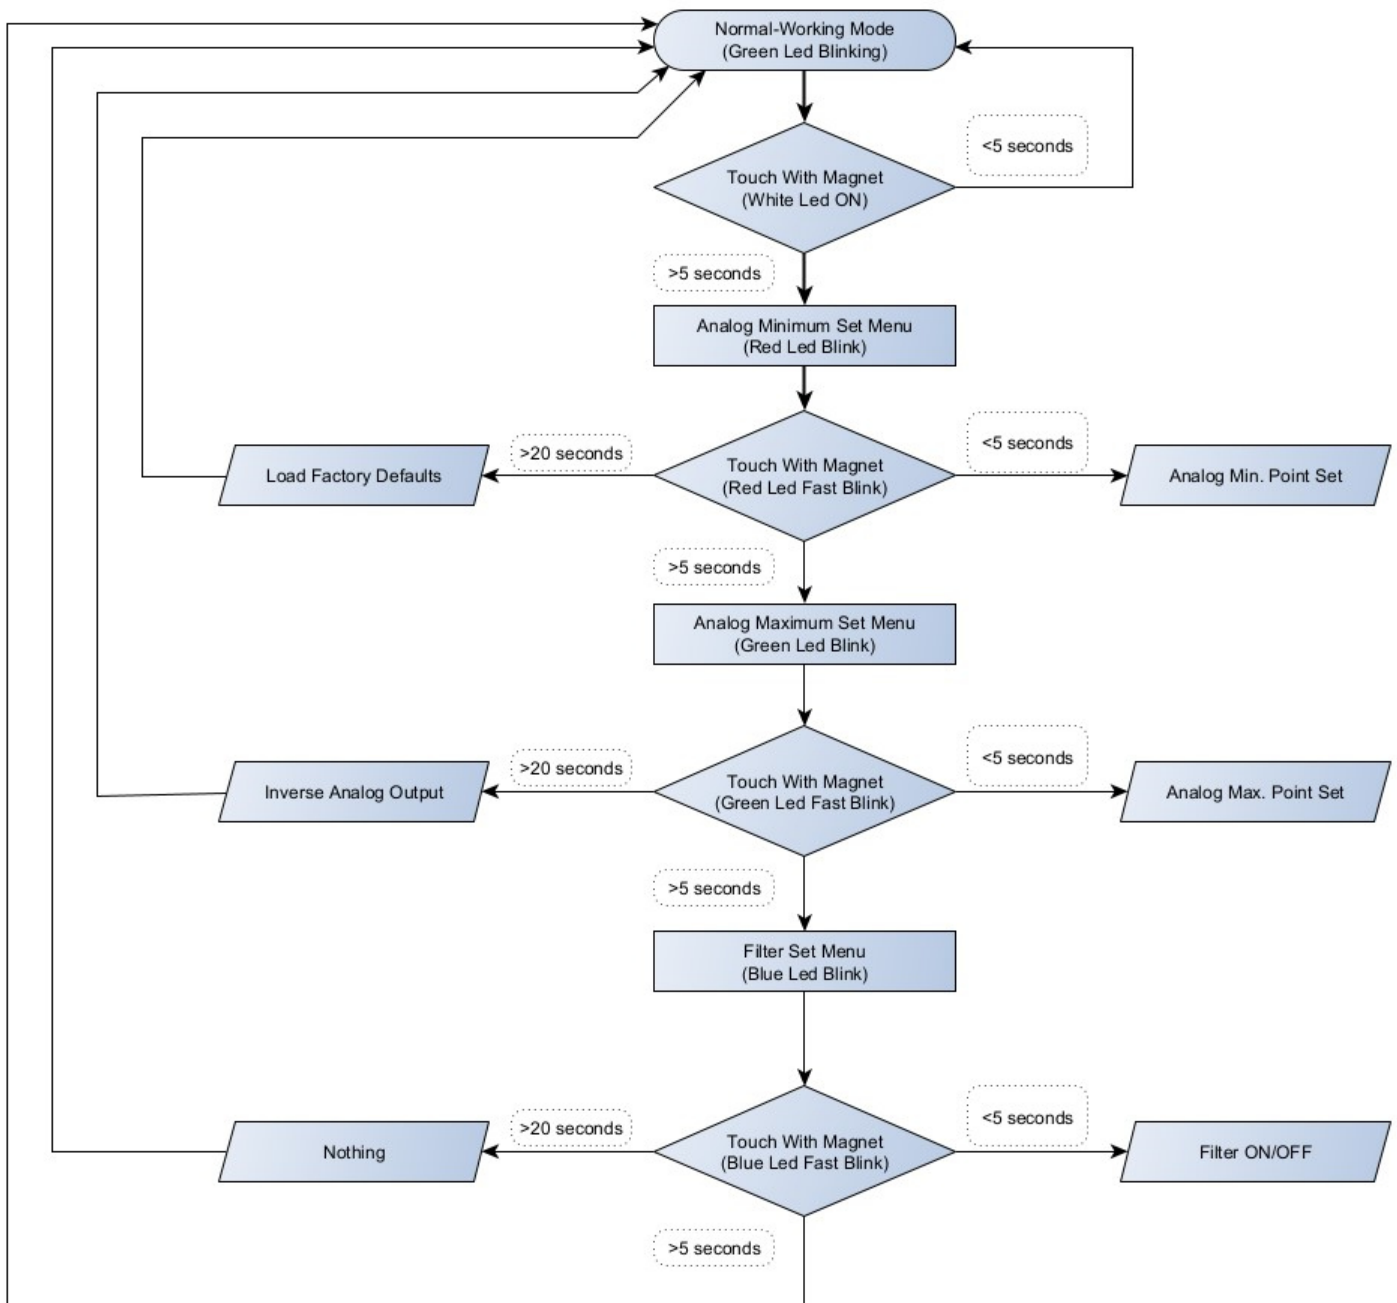 Normal-Working Mode
(Green Led Blinking)
<5 seconds
Touch With Magnet
(White Led ON)
>5 seconds
Analog Minimum Set Menu
(Red Led Blink)
>20 seconds
<5 seconds
Load Factory Defaults
Touch With Magnet
(Red Led Fast Blink)
Analog Min. Point Set
>5 seconds
Analog Maximum Set Menu
(Green Led Blink)
>20 seconds
<5 seconds
Inverse Analog Output
Touch With Magnet
(Green Led Fast Blink)
Analog Max. Point Set
>5 seconds
Filter Set Menu
(Blue Led Blink)
>20 seconds
<5 seconds
Nothing
Touch With Magnet
(Blue Led Fast Blink)
Filter ON/OFF
>5 seconds